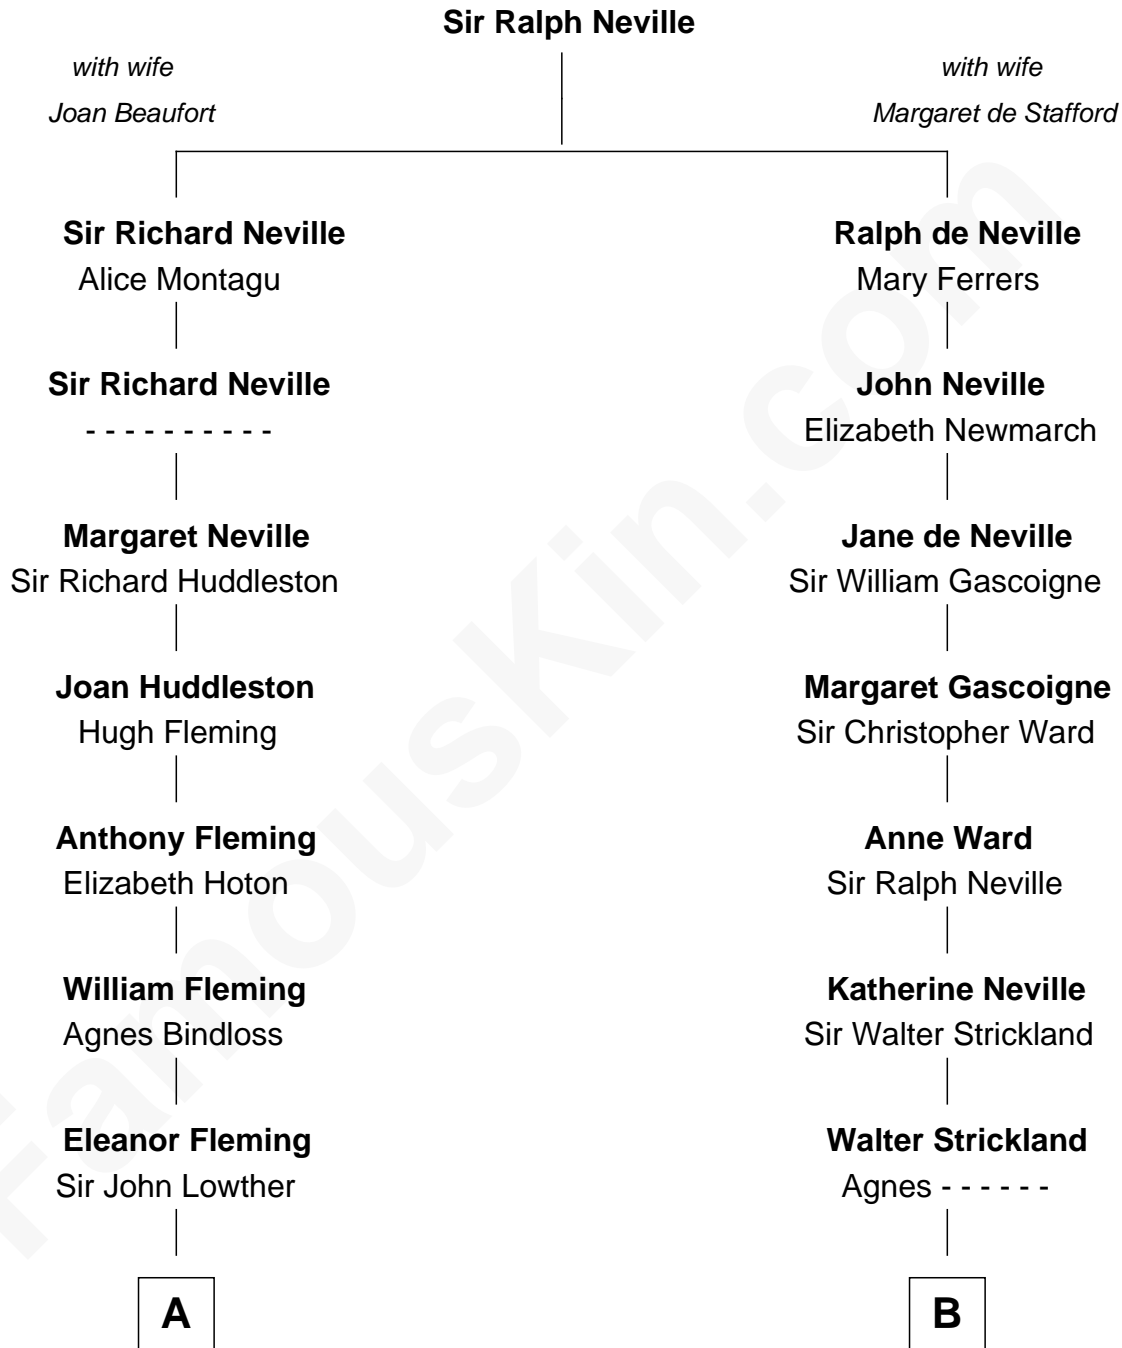 Sir Ralph Neville
with wife
Joan Beaufort
with wife
Margaret de Stafford
Sir Richard Neville
Alice Montagu
Ralph de Neville
Mary Ferrers
Sir Richard Neville
- - - - - - - - - -
John Neville
Elizabeth Newmarch
Margaret Neville
Sir Richard Huddleston
Jane de Neville
Sir William Gascoigne
Joan Huddleston
Hugh Fleming
Margaret Gascoigne
Sir Christopher Ward
Anthony Fleming
Elizabeth Hoton
Anne Ward
Sir Ralph Neville
William Fleming
Agnes Bindloss
Katherine Neville
Sir Walter Strickland
Eleanor Fleming
Sir John Lowther
Walter Strickland
Agnes - - - - - -
A
B
FamousKin.com